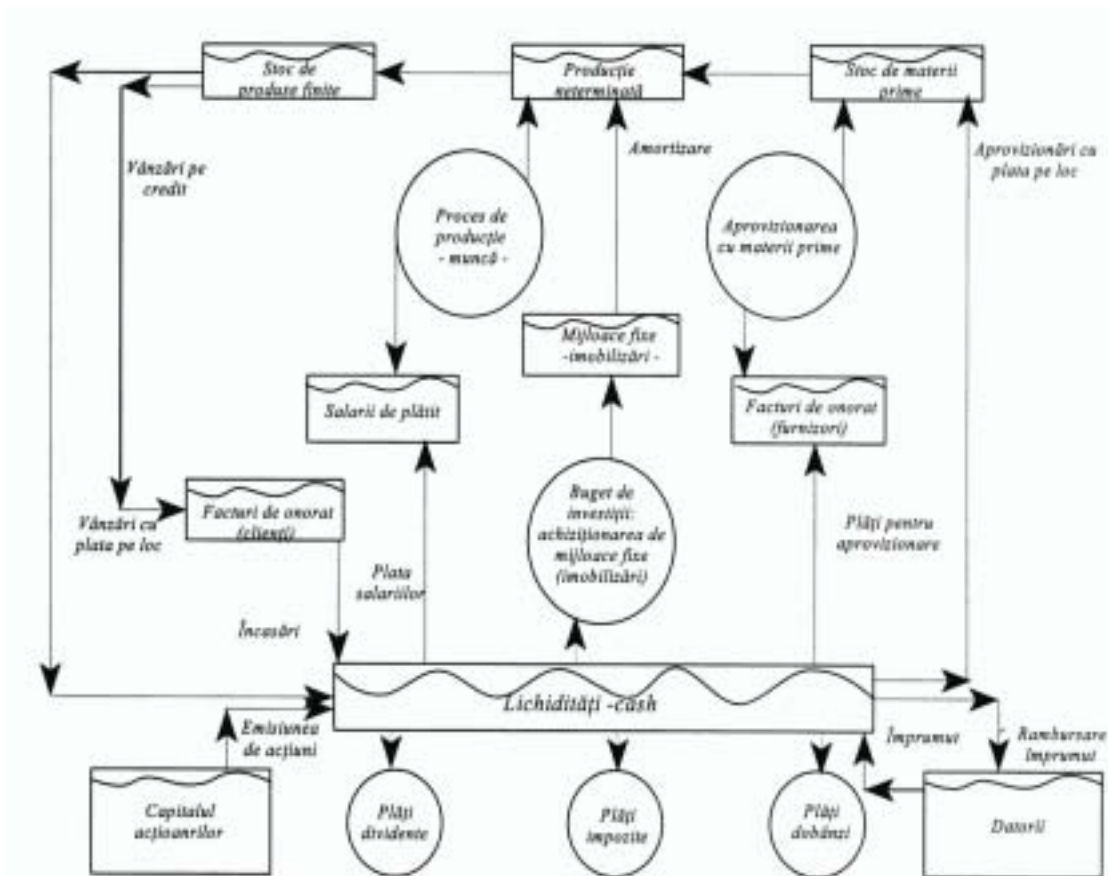 Stoc de
produse finite
Producție
neterminată
Stoc de materii
prime
Vânzări pe
credit
Amortizare
Aprovizionări cu
plata pe loc
Proces de
producție
- muncă -
Aprovizionarea
cu materii prime
Mijloace fixe
-imobilizări -
Salarii de plătit
Facturi de onorat
(furnizori)
Facturi de onorat
(clienți)
Vânzări cu
plata pe loc
Buget de
investiții:
achiziționarea de
mijloace fixe
(imobilizări)
Plăți pentru
aprovizionare
Plata
salariilor
Încasări
Lichidități -cash
Emisiunea
de acțiuni
Împrumut
Rambursare
împrumut
Capitalul
acțioanrilor
Plăți
dividente
Plăți
impozite
Plăți
dobânzi
Datorii